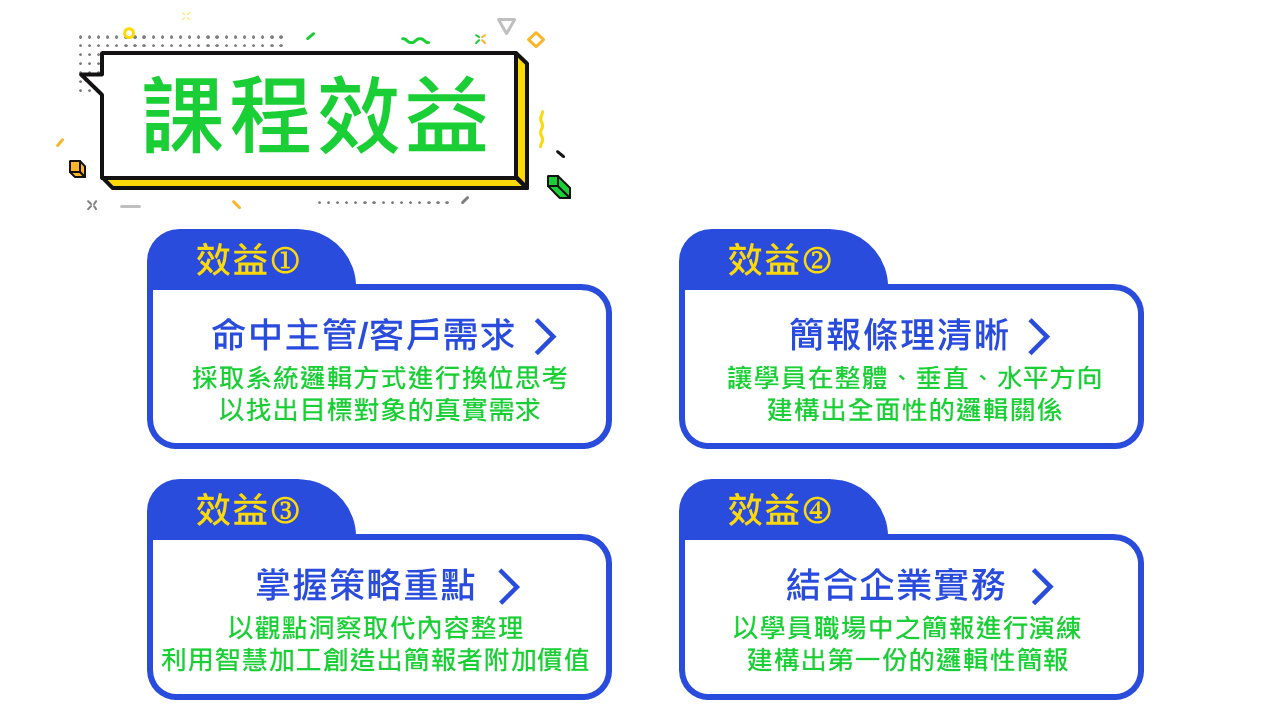 課程效益
效益①
命中主管/客戶需求
採取系統邏輯方式進行換位思考
以找出目標對象的真實需求
效益②
簡報條理清晰
讓學員在整體、垂直、水平方向
建構出全面性的邏輯關係
效益③
掌握策略重點
以觀點洞察取代內容整理
利用智慧加工創造出簡報者附加價值
效益④
結合企業實務
以學員職場中之簡報進行演練
建構出第一份的邏輯性簡報